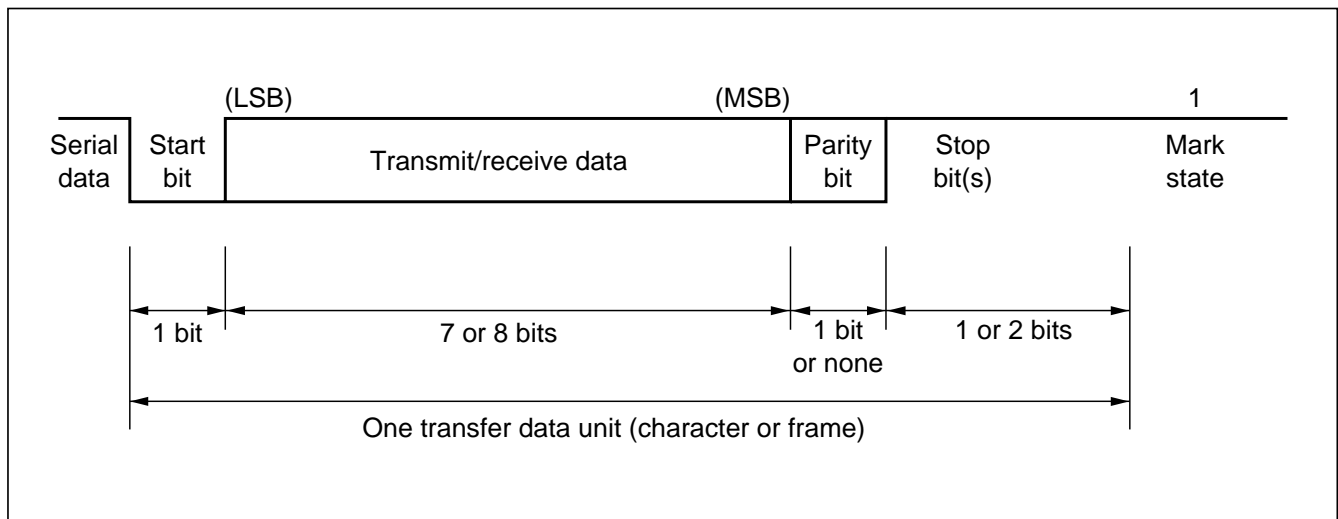 (LSB)
(MSB)
1
Serial
data
Start
bit
Transmit/receive data
Parity
bit
Stop
bit(s)
Mark
state
1 bit
7 or 8 bits
1 bit
or none
1 or 2 bits
One transfer data unit (character or frame)